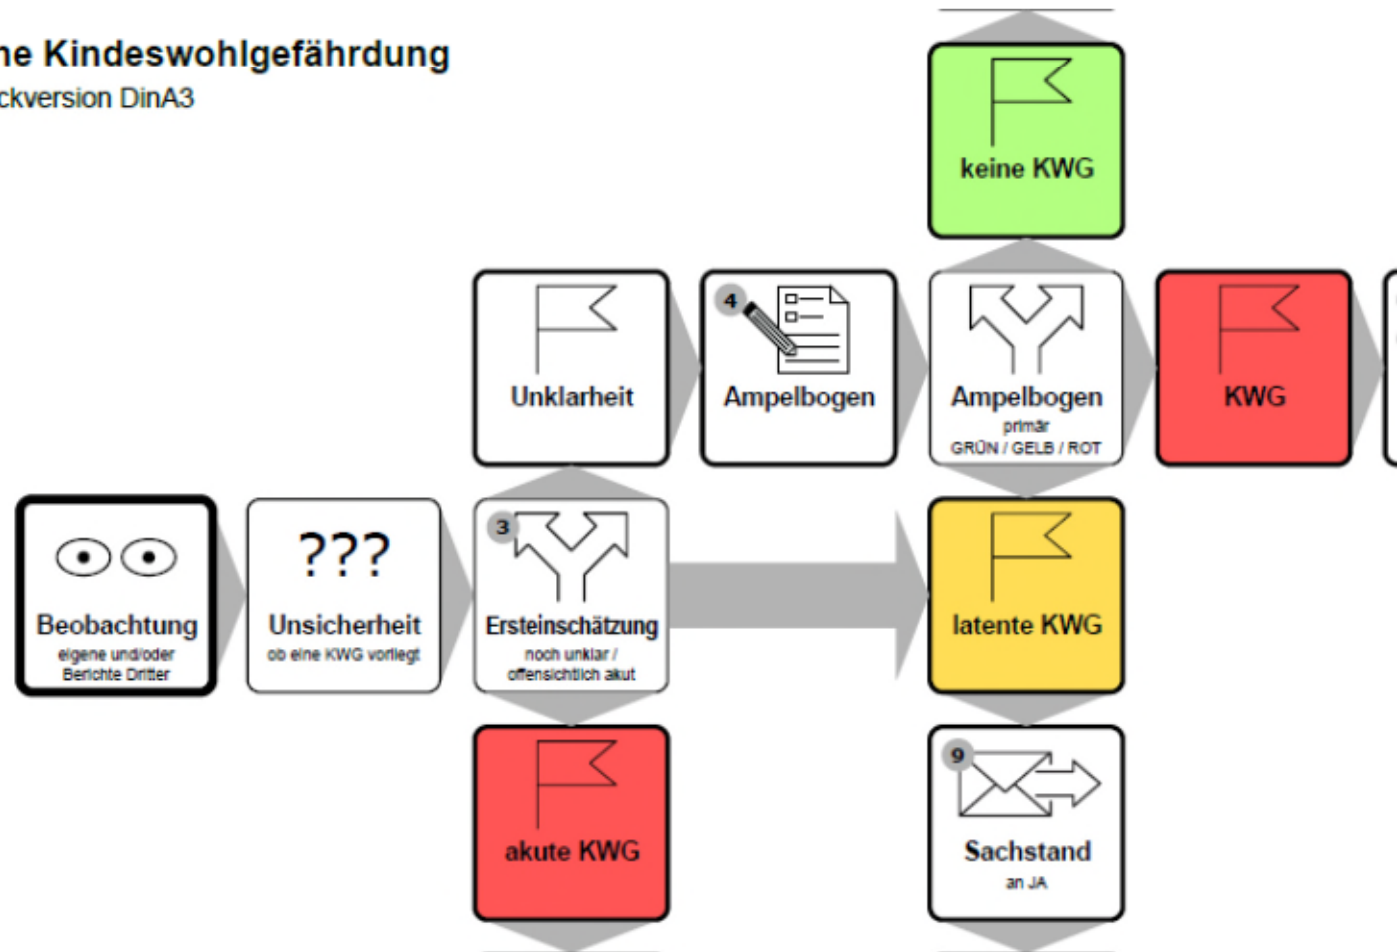 ne Kindeswohlgefährdung
ckversion DinA3
keine KWG
Unklarheit
4
Ampelbogen
Ampelbogen
primär
GRÜN / GELB / ROT
KWG
Beobachtung
eigene und/oder
Berichte Dritter
???
Unsicherheit
ob eine KWG vorliegt
3
Ersteinschätzung
noch unklar /
offensichtlich akut
latente KWG
akute KWG
9
Sachstand
an JA